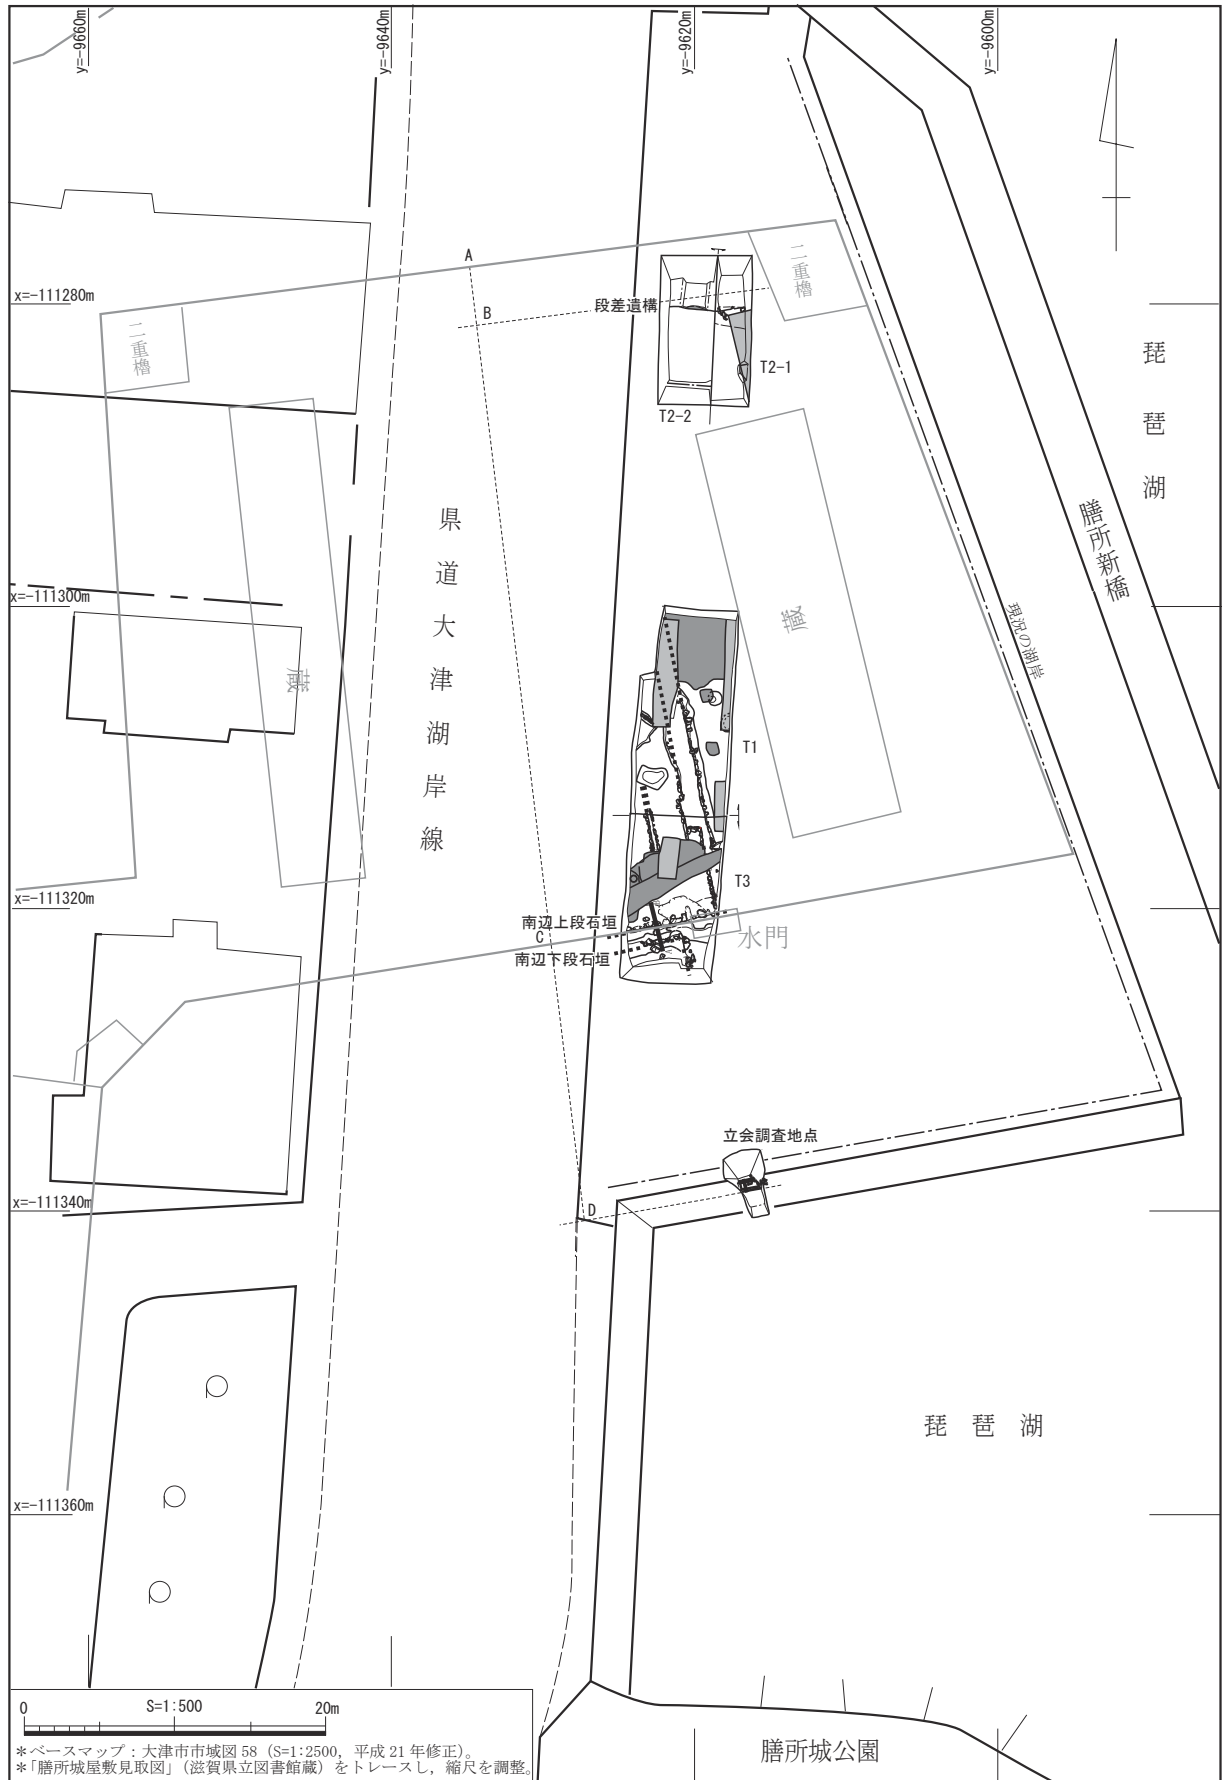 y=-9660m
y=-9640m
y=-9620m
y=-9600m
A
二重櫓
x=-111280m
段差遺構
B
二重櫓
琵琶湖
T2-1
T2-2
県道大津湖岸線
膳所新橋
x=-111300m
現況の湖岸
蔵
蔵
T1
T3
x=-111320m
南辺上段石垣
C
水門
南辺下段石垣
立会調査地点
x=-111340m
D
琵琶湖
x=-111360m
0 S=1:500 20m
膳所城公園
＊ベースマップ：大津市市域図 58（S=1:2500，平成 21 年修正）。
＊「膳所城屋敷見取図」（滋賀県立図書館蔵）をトレースし，縮尺を調整。